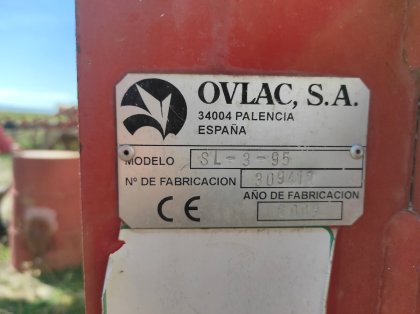 OVLAC, S.A.
34004 PALENCIA
ESPAÑA
MODELO SL-3-95
Nº DE FABRICACION
AÑO DE FABRICACION
CE